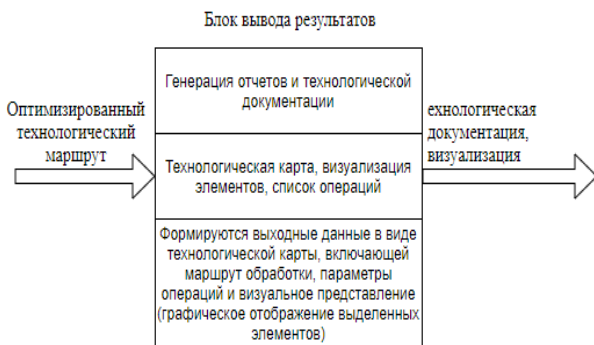 Блок вывода результатов
Генерация отчетов и технологической
документации
Оптимизированный
технологический
маршрут
Технологическая карта, визуализация
элементов, список операций
ехнологическая
документация,
визуализация
Формируются выходные данные в виде
технологической карты, включающей
маршрут обработки, параметры
операций и визуальное представление
(графическое отображение выделенных
элементов)